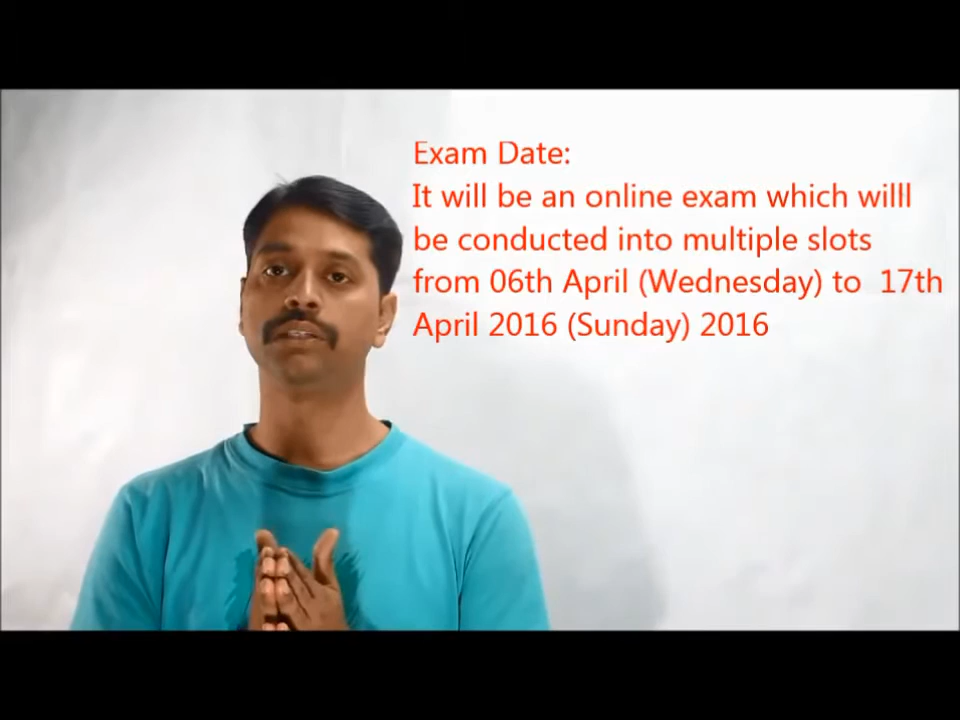 Exam Date:
It will be an online exam which willl
be conducted into multiple slots
from 06th April (Wednesday) to  17th
April 2016 (Sunday) 2016